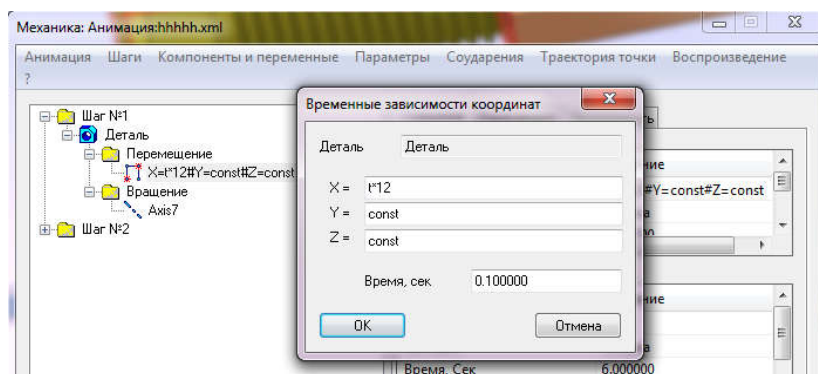 Механика: Анимация:hhhhh.xml
Анимация Шаги Компоненты и переменные Параметры Соударения Траектория точки Воспроизведение
?
Шаг №1
Деталь
Перемещение
X=t*12#Y=const#Z=const
Вращение
Axis7
Шаг №2
Временные зависимости координат
Деталь Деталь
X = t*12
Y = const
Z = const
Время, сек 0.100000
OK Отмена
#Y=const#Z=const
Время, Сек 6.000000